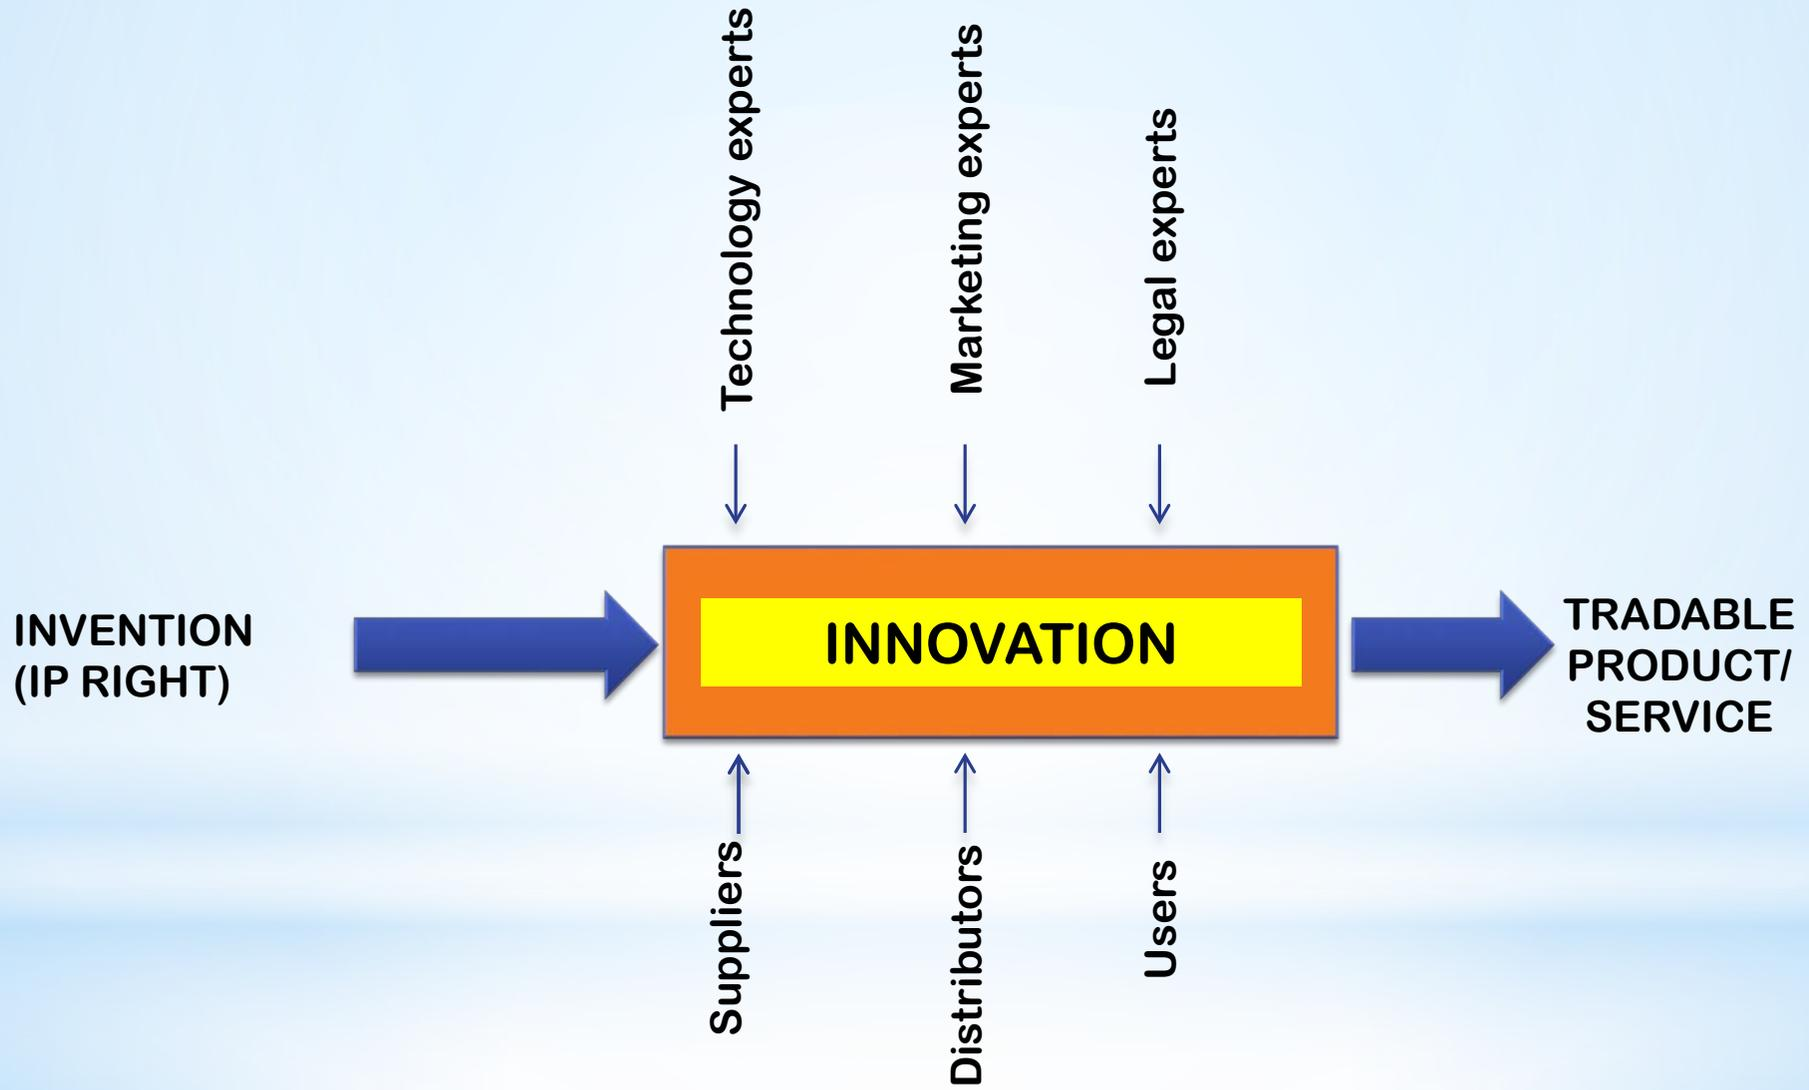 Technology experts
Marketing experts
Legal experts
INVENTION
(IP RIGHT)
INNOVATION
TRADABLE
PRODUCT/
SERVICE
Suppliers
Distributors
Users